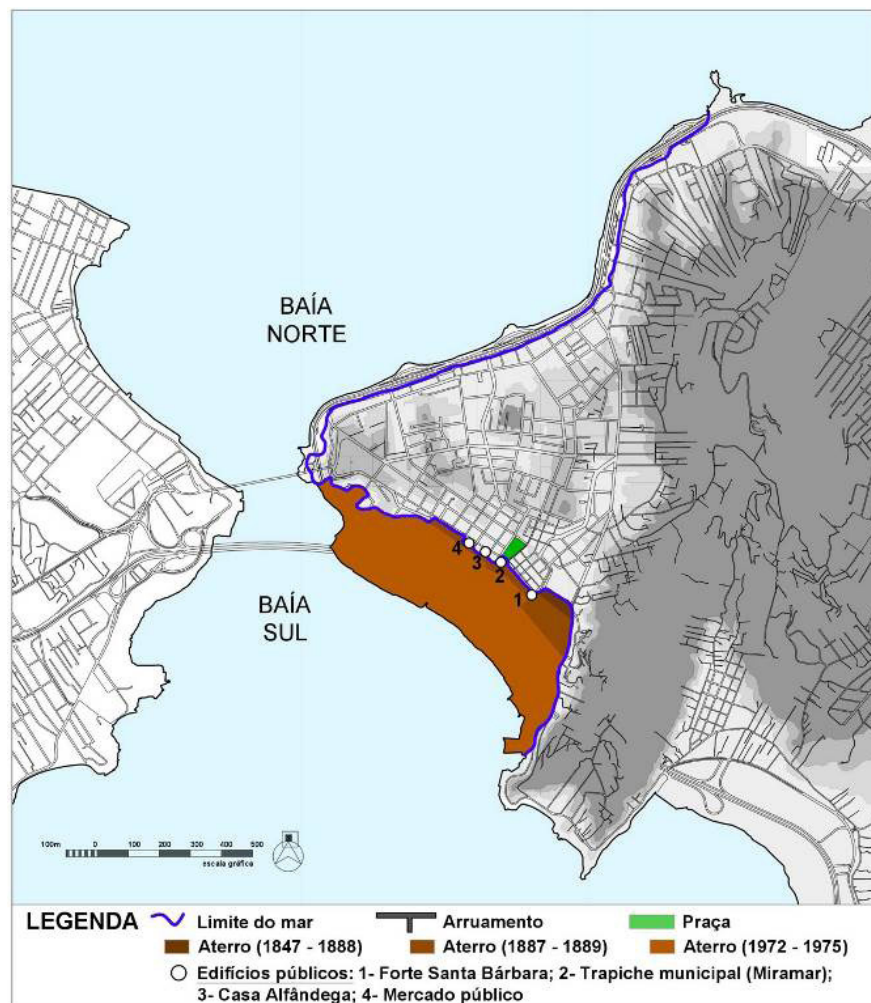 BAÍA
NORTE
4
3
2
1
BAÍA
SUL
100m 0 100 200 300 400 500
escala gráfica
LEGENDA Limite do mar Arruamento Praça
Aterro (1847 - 1888) Aterro (1887 - 1889) Aterro (1972 - 1975)
Edifícios públicos: 1- Forte Santa Bárbara; 2- Trapiche municipal (Miramar);
3- Casa Alfândega; 4- Mercado público